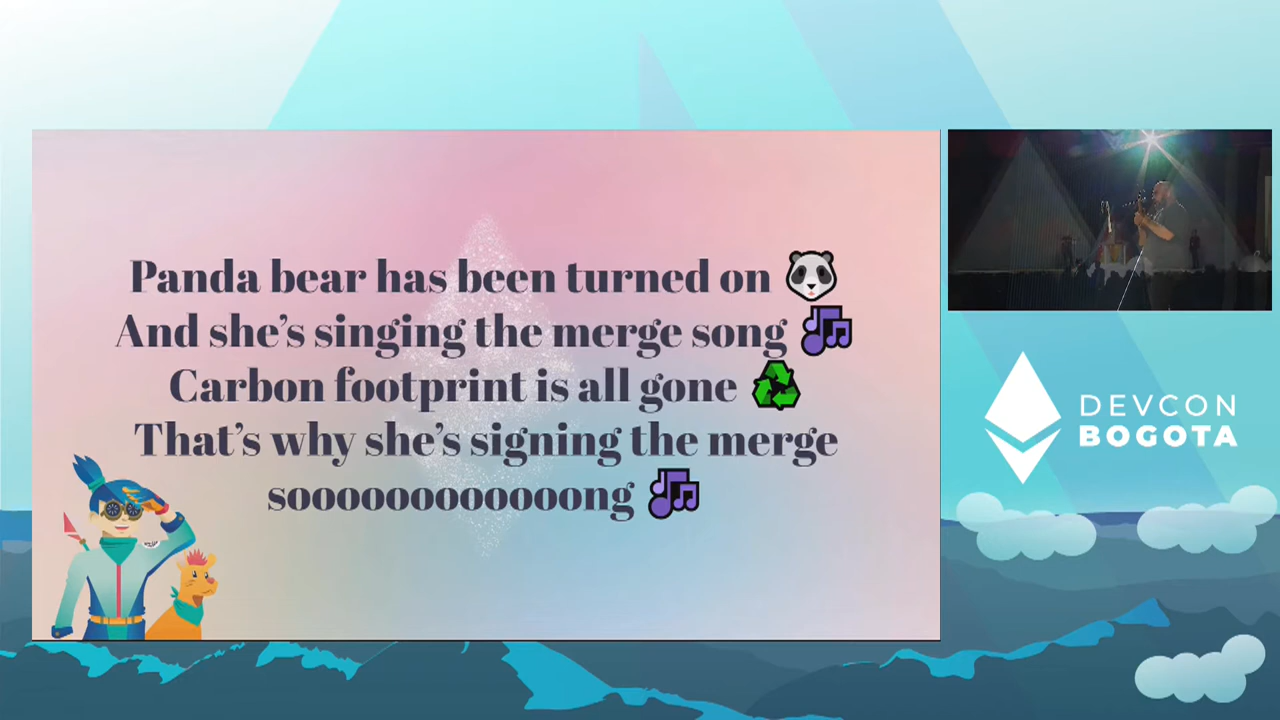 Panda bear has been turned on 🐼
And she's singing the merge song 🎶
Carbon footprint is all gone ♻️
That's why she's signing the merge
soooooooooooong 🎶
DEVCON
BOGOTA